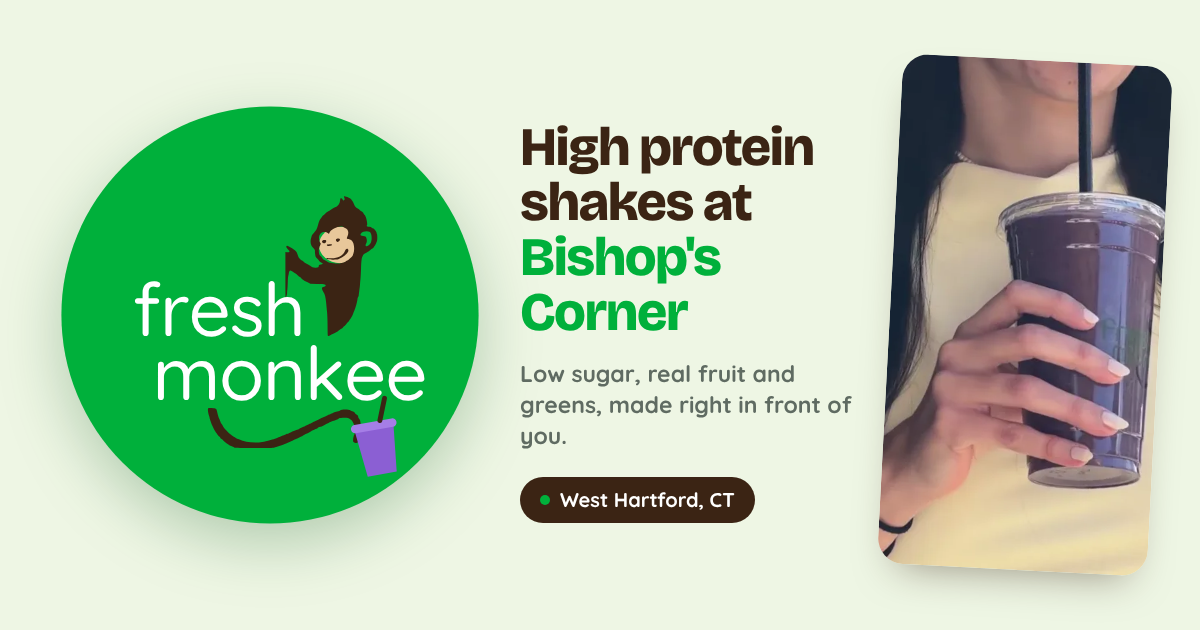 fresh
monkee
High protein
shakes at
Bishop's
Corner
Low sugar, real fruit and
greens, made right in front of
you.
West Hartford, CT